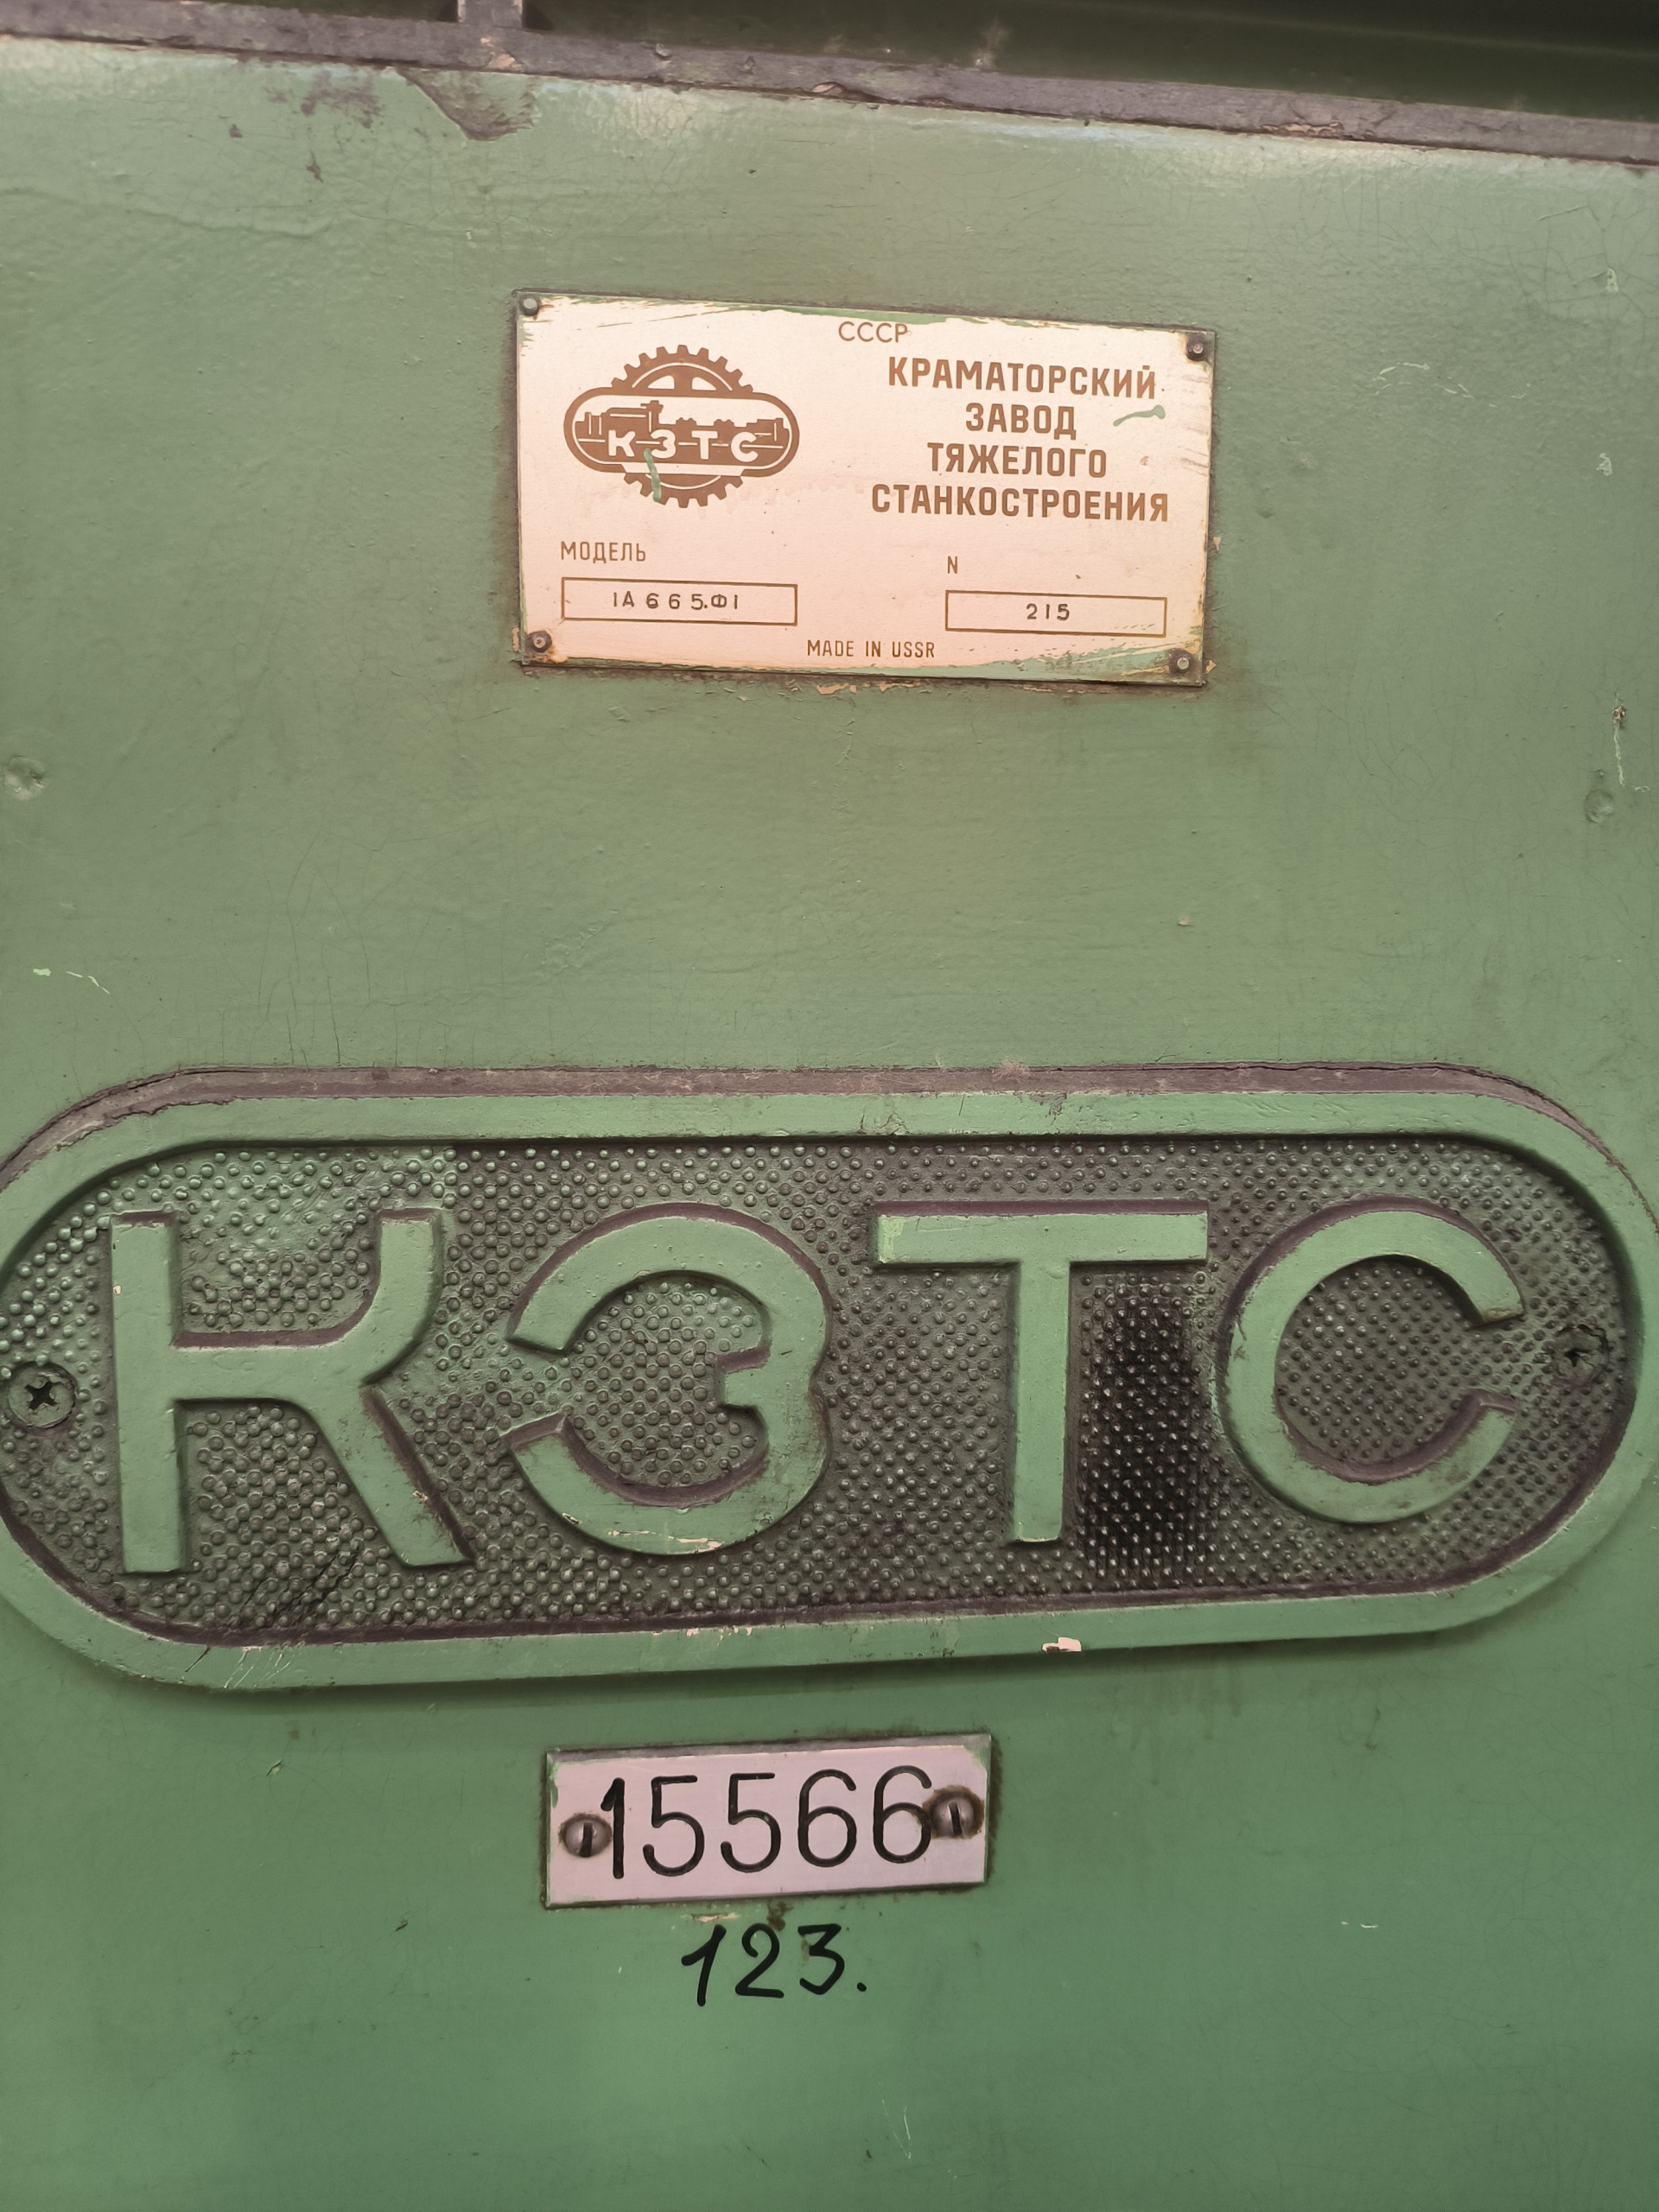 СССР
КРАМАТОРСКИЙ
ЗАВОД
ТЯЖЕЛОГО
СТАНКОСТРОЕНИЯ
КЗТС
МОДЕЛЬ
1А665.Ф1
N
215
MADE IN USSR
КЗТС
15566
123.